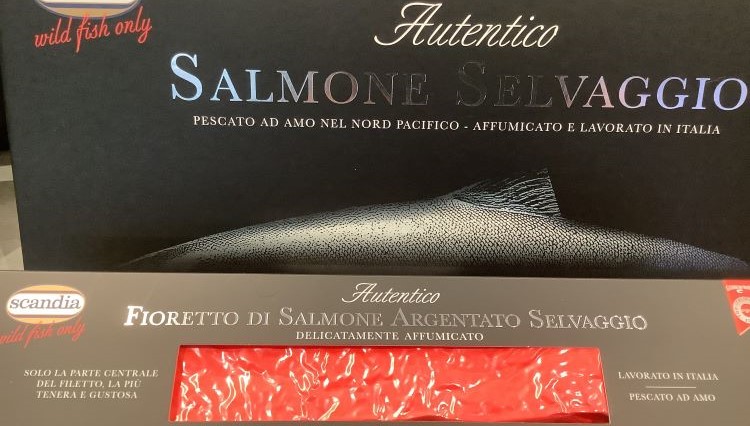 wild fish only
Autentico
SALMONE SELVAGGIO
PESCATO AD AMO NEL NORD PACIFICO - AFFUMICATO E LAVORATO IN ITALIA
scandia
wild fish only
Autentico
FIORETTO DI SALMONE ARGENTATO SELVAGGIO
DELICATAMENTE AFFUMICATO
SOLO LA PARTE CENTRALE
DEL FILETTO, LA PIÙ
TENERA E GUSTOSA
LAVORATO IN ITALIA
PESCATO AD AMO